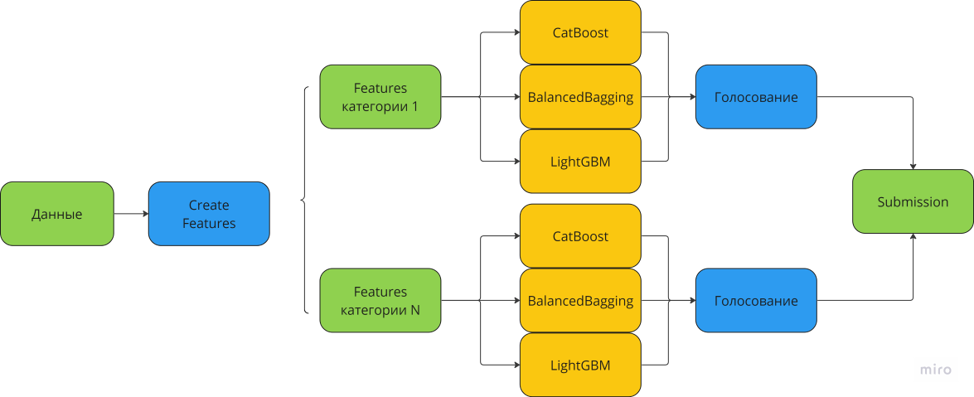 Данные
Create
Features
Features
категории 1
CatBoost
BalancedBagging
LightGBM
Голосование
Features
категории N
CatBoost
BalancedBagging
LightGBM
Голосование
Submission
miro